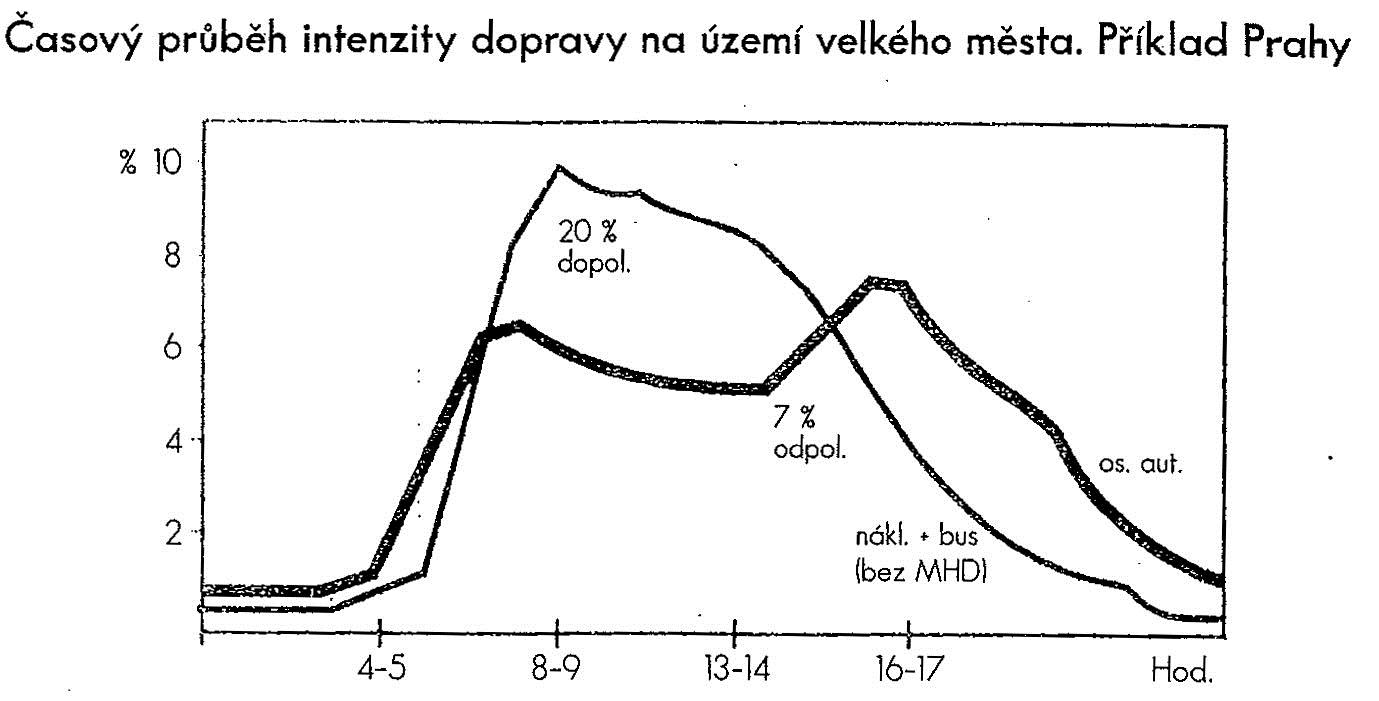 Časový průběh intenzity dopravy na území velkého města. Příklad Prahy
% 10
8
6
4
2
20 %
dopol.
7 %
odpol.
os. aut.
nákl. + bus
(bez MHD)
4-5 8-9 13-14 16-17 Hod.